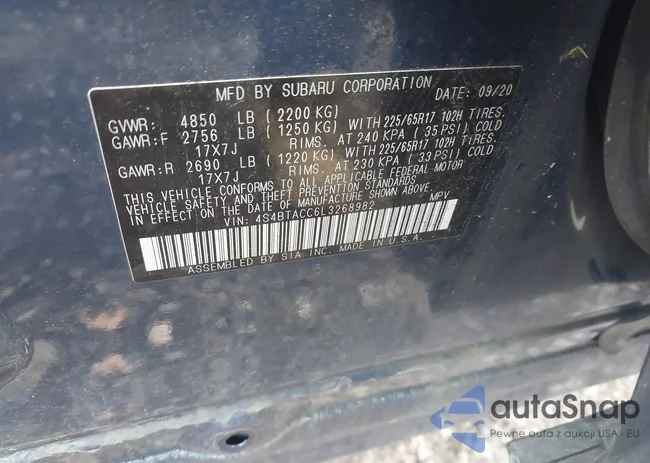 MFD BY SUBARU CORPORATION DATE: 09/20
GVWR: 4850 LB (2200 KG)
GAWR:F 2756 LB (1250 KG) WITH 225/65R17 102H TIRES.
17X7J RIMS. AT 240 KPA (35 PSI) COLD
GAWR:R 2690 LB (1220 KG) WITH 225/65R17 102H TIRES.
17X7J RIMS. AT 230 KPA (33 PSI) COLD
THIS VEHICLE CONFORMS TO ALL APPLICABLE FEDERAL MOTOR
VEHICLE SAFETY AND THEFT PREVENTION STANDARDS
IN EFFECT ON THE DATE OF MANUFACTURE SHOWN ABOVE.
VIN: 4S4BTACC6L3268982 MPV
ASSEMBLED BY SIA INC. MADE IN U.S.A.
autoSnap
Pewne auta z aukcji USA i EU